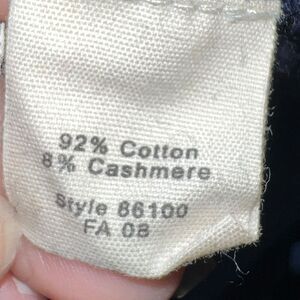 92% Cotton
8% Cashmere
Style 86100
FA 08